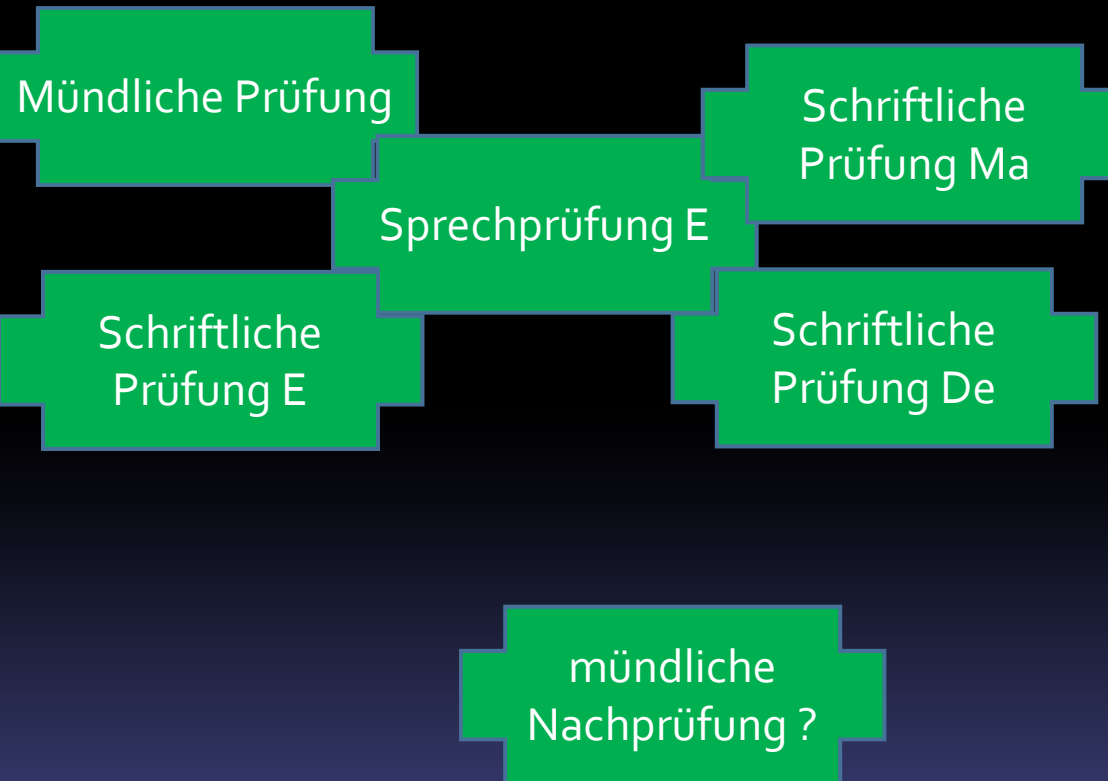 Mündliche Prüfung
Schriftliche
Prüfung Ma
Sprechprüfung E
Schriftliche
Prüfung E
Schriftliche
Prüfung De
mündliche
Nachprüfung ?